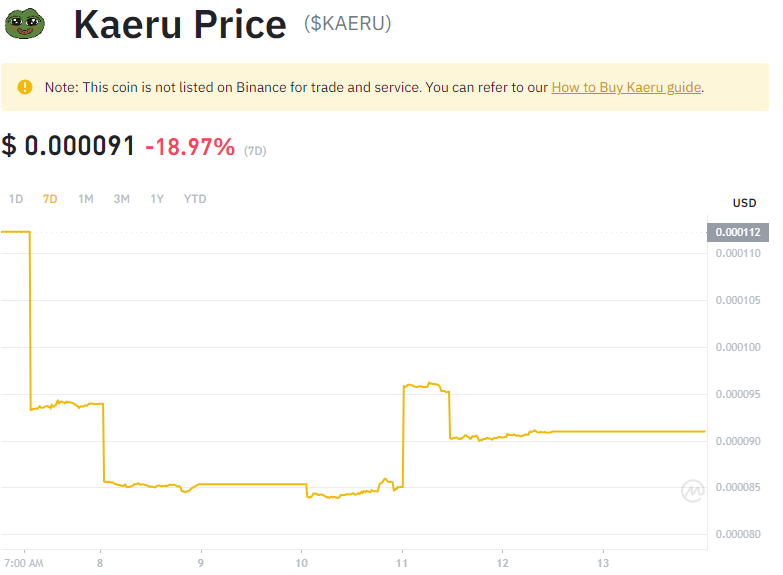 Kaeru Price ($KAERU)
Note: This coin is not listed on Binance for trade and service. You can refer to our How to Buy Kaeru guide.
$ 0.000091 -18.97% (7D)
1D 7D 1M 3M 1Y YTD
USD
0.000112
0.000110
0.000105
0.000100
0.000095
0.000090
0.000085
0.000080
7:00 AM 8 9 10 11 12 13